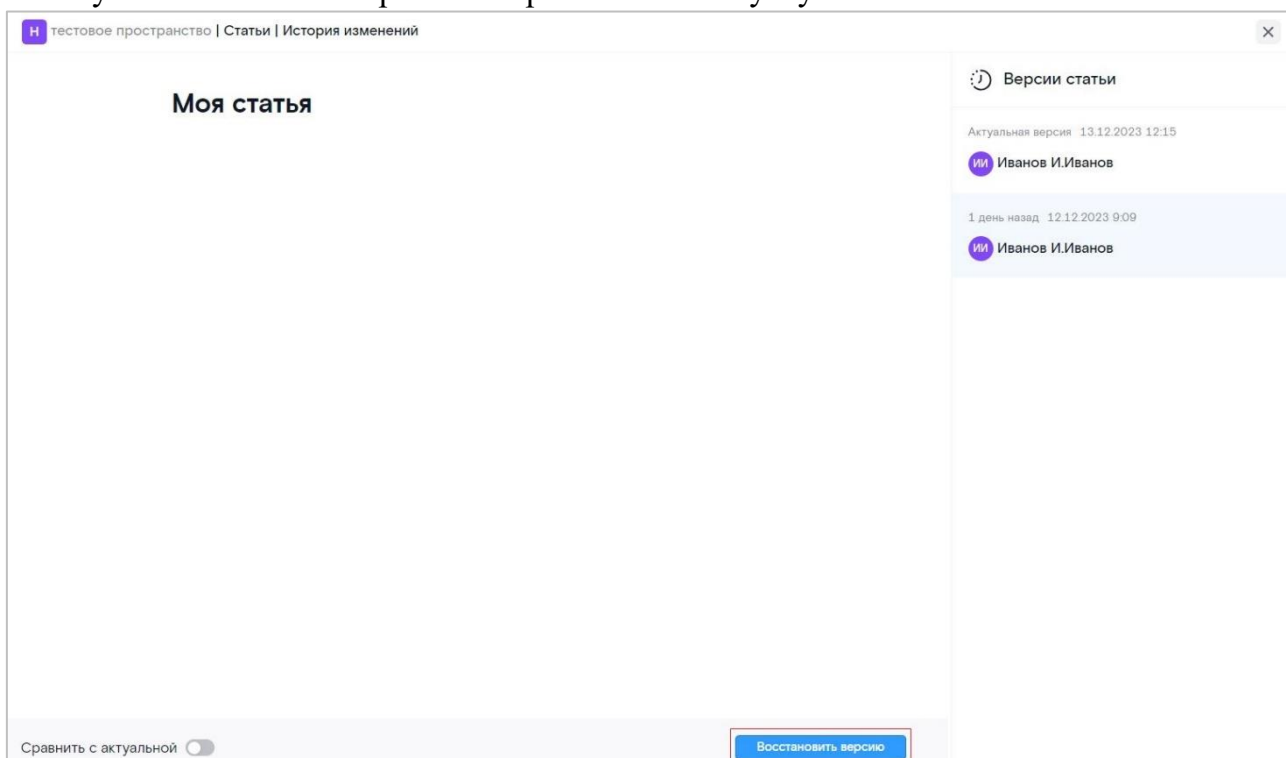 Н тестовое пространство | Статьи | История изменений
Моя статья
Версии статьи
Актуальная версия 13.12.2023 12:15
ИИ Иванов И.Иванов
1 день назад 12.12.2023 9:09
ИИ Иванов И.Иванов
Сравнить с актуальной
Восстановить версию